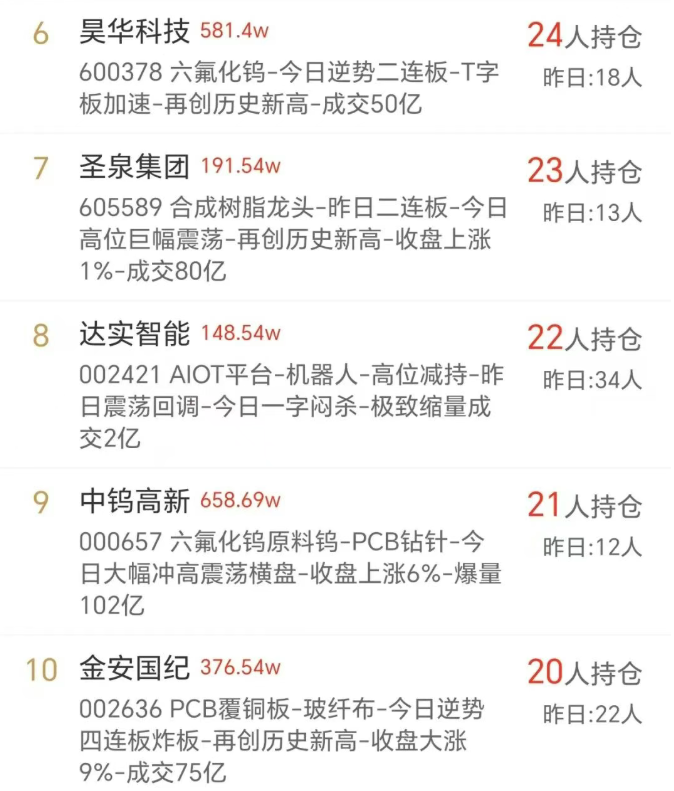 6 昊华科技 581.4w 24人持仓
600378 六氟化钨-今日逆势二连板-T字 昨日:18人
板加速-再创历史新高-成交50亿
7 圣泉集团 191.54w 23人持仓
605589 合成树脂龙头-昨日二连板-今日 昨日:13人
高位巨幅震荡-再创历史新高-收盘上涨
1%-成交80亿
8 达实智能 148.54w 22人持仓
002421 AIOT平台-机器人-高位减持-昨 昨日:34人
日震荡回调-今日一字闷杀-极致缩量成
交2亿
9 中钨高新 658.69w 21人持仓
000657 六氟化钨原料钨-PCB钻针-今 昨日:12人
日大幅冲高震荡横盘-收盘上涨6%-爆量
102亿
10 金安国纪 376.54w 20人持仓
002636 PCB覆铜板-玻纤布-今日逆势 昨日:22人
四连板炸板-再创历史新高-收盘大涨
9%-成交75亿